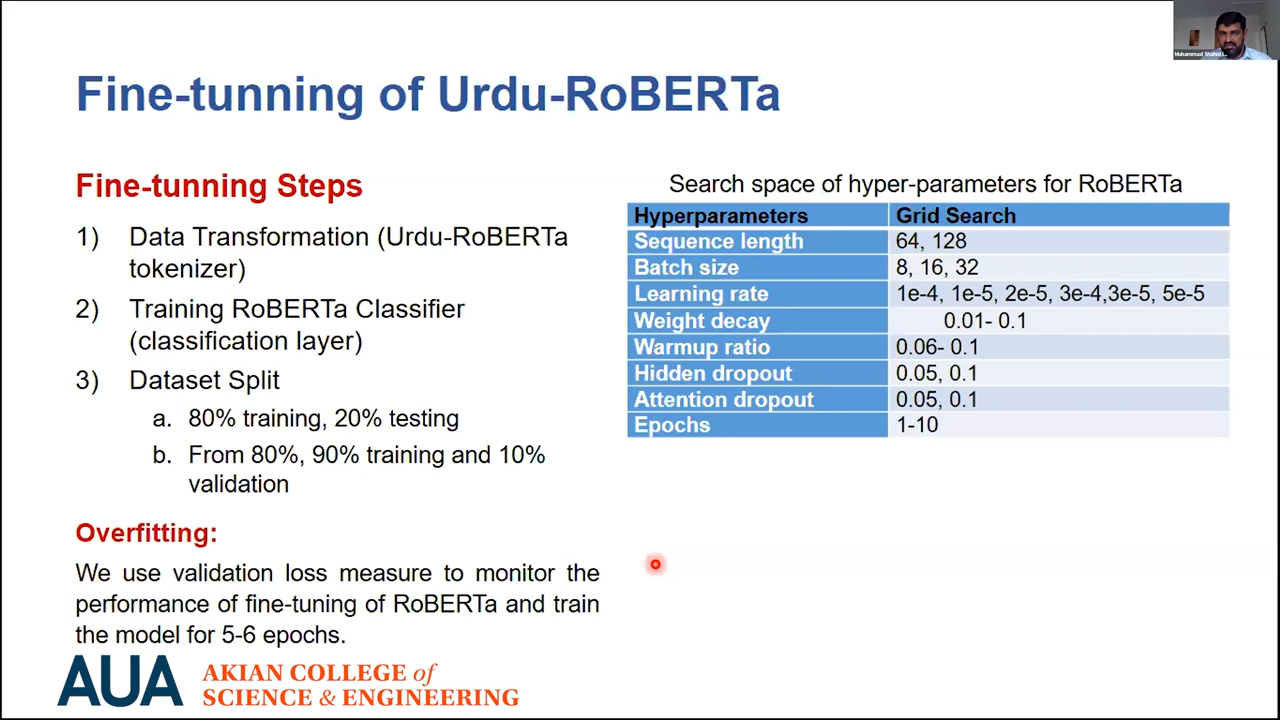 Muhammad Shahid
Fine-tunning of Urdu-RoBERTa
Fine-tunning Steps
1) Data Transformation (Urdu-RoBERTa
tokenizer)
2) Training RoBERTa Classifier
(classification layer)
3) Dataset Split
a. 80% training, 20% testing
b. From 80%, 90% training and 10%
validation
Overfitting:
We use validation loss measure to monitor the
performance of fine-tuning of RoBERTa and train
the model for 5-6 epochs.
Search space of hyper-parameters for RoBERTa
Hyperparameters Grid Search
Sequence length 64, 128
Batch size 8, 16, 32
Learning rate 1e-4, 1e-5, 2e-5, 3e-4,3e-5, 5e-5
Weight decay 0.01- 0.1
Warmup ratio 0.06- 0.1
Hidden dropout 0.05, 0.1
Attention dropout 0.05, 0.1
Epochs 1-10
AUA AKIAN COLLEGE of
SCIENCE & ENGINEERING